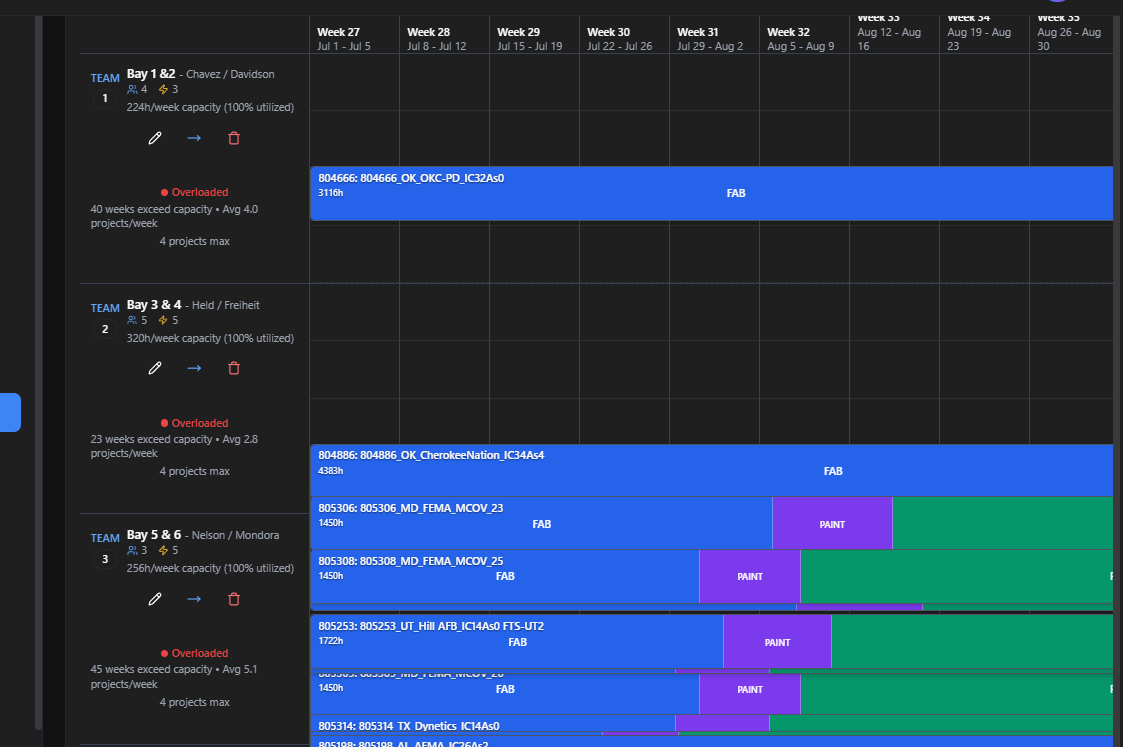 Week 27
Jul 1 - Jul 5
Week 28
Jul 8 - Jul 12
Week 29
Jul 15 - Jul 19
Week 30
Jul 22 - Jul 26
Week 31
Jul 29 - Aug 2
Week 32
Aug 5 - Aug 9
Week 33
Aug 12 - Aug
16
Week 34
Aug 19 - Aug
23
Week 35
Aug 26 - Aug
30
TEAM
1
Bay 1 &2 - Chavez / Davidson
4 3
224h/week capacity (100% utilized)
Overloaded
40 weeks exceed capacity • Avg 4.0
projects/week
4 projects max
804666: 804666_OK_OKC-PD_IC32As0
3116h
FAB
TEAM
2
Bay 3 & 4 - Held / Freiheit
5 5
320h/week capacity (100% utilized)
Overloaded
23 weeks exceed capacity • Avg 2.8
projects/week
4 projects max
804886: 804886_OK_CherokeeNation_IC34As4
4383h
FAB
805306: 805306_MD_FEMA_MCOV_23
1450h
FAB
PAINT
TEAM
3
Bay 5 & 6 - Nelson / Mondora
3 5
256h/week capacity (100% utilized)
Overloaded
45 weeks exceed capacity • Avg 5.1
projects/week
4 projects max
805308: 805308_MD_FEMA_MCOV_25
1450h
FAB
PAINT
805253: 805253_UT_Hill AFB_IC14As0 FTS-UT2
1722h
FAB
PAINT
1450h
FAB
PAINT
805314: 805314_TX_Dynetics_IC14As0
805198: 805198_AL_AEMA_IC26As2